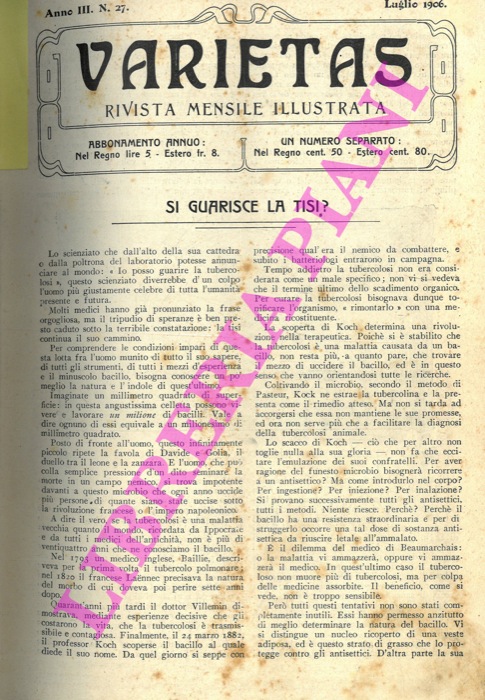 Anno III. N. 27.
Luglio 1906.
VARIETAS
RIVISTA MENSILE ILLUSTRATA
ABBONAMENTO ANNUO:
Nel Regno lire 5 - Estero fr. 8.
UN NUMERO SEPARATO:
Nel Regno cent. 50 - Estero cent. 80.
SI GUARISCE LA TISI?
Lo scienziato che dall'alto della sua cattedra
e dalla poltrona del laboratorio potesse annun-
ciare al mondo: « Io posso guarire la tuberco-
losi », questo scienziato diverrebbe d'un colpo
l'uomo più giustamente celebre di tutta l'umanità
presente e futura.
Molti medici hanno già pronunziato la frase
orgogliosa, ma il tripudio di speranze è ben pre-
sto caduto sotto la terribile constatazione: la tisi
continua il suo cammino.
Per comprendere le condizioni impari di que-
sta lotta fra l'uomo munito di tutto il suo sapere,
di tutti gli strumenti, di tutti i mezzi d'
e il minuscolo bacillo, bisogna conoscere un po'
meglio la natura e l'indole di quest'
Imaginate un millimetro quadrato di super-
ficie: in questa angustissima celletta possono vi-
vere e lavorare un milione di bacilli. Vale a
dire ognuno di essi equivale a un di
millimetro quadrato.
Posto di fronte all'uomo,
piccolo ripete la favola di Davide e Golia, il
duello tra il leone e la zanzara. E l'uomo, che può
colla semplice pressione d'un dito seminare la
morte in un campo nemico, è impotente
davanti a questo che ogni anno uccide
più persone, di quante siano state uccise sotto
la rivoluzione francese e l'impero napoleonico.
A dire il vero, la tubercolosi è una malattia
vecchia quanto il mondo. Ricordata da Ippocrate
e da tutti i medici dell'antichità, non è più di
ventiquattro anni che noi conosciamo il bacillo.
Nel 1793 un medico inglese, Baillie, descri-
veva per la prima volta il tubercolo polmonare;
nel 1820 il francese Laënnec precisava la natura
del morbo di cui doveva poi perire sette anni
dopo.
anni più tardi il dottor Villemin di-
mostrava, con delle esperienze decisive che gli
costarono la vita, che la tubercolosi è trasmis-
sibile e contagiosa. Finalmente, il 24 marzo 1882,
il professor Koch scoperse il bacillo al quale
diede il suo nome. Da quel giorno si seppe con
precisione qual'era il nemico da combattere, e
subito i batteriologi entrarono in campagna.
Tempo addietro la tubercolosi non era consi-
derata come un male specifico; non vi si vedeva
che il termine ultimo dello scadimento organico.
Per curare la tubercolosi bisognava dunque to-
nificare l'organismo, « rimontarlo » con una me-
dicina ricostituente.
La scoperta di Koch determina una rivolu-
zione nella terapeutica. Poichè si è stabilito che
la tubercolosi è una malattia causata da un ba-
cillo, non resta più, a quanto pare, che trovare
il mezzo di uccidere il bacillo, ed è in questo
senso che vanno orientandosi tutte le ricerche.
Coltivando il microbo, secondo il metodo di
Pasteur, Kock ne estrae la tubercolina e la pre-
senta come il rimedio atteso. Ma non si tarda ad
accorgersi che essa non mantiene le sue promesse,
ed ora non serve più che a facilitare la diagnosi
della tubercolosi animale.
Lo scacco di Koch — ciò che per altro non
toglie nulla alla sua gloria — non fa che ecci-
tare l'emulazione dei suoi confratelli. Per aver
ragione del funesto microbio bisognerà ricorrere
a un antisettico? Ma come introdurlo nel corpo?
Per ingestione? Per iniezione? Per inalazione?
Si provano successivamente tutti gli antisettici,
tutti i metodi. Niente riesce. Perchè? Perchè il
bacillo ha una resistenza straordinaria e per di-
struggerlo occorre una tal dose di sostanza anti-
settica da riuscire letale all'ammalato.
È il dilemma del medico di Beaumarchais:
o la malattia vi ammazzerà, oppure vi ammaz-
zerà il medico. In quest'ultimo caso il tuberco-
loso non muore più di tubercolosi, ma per colpa
delle medicine assorbite. Il beneficio, come si
vede, non è troppo sensibile.
Però tutti questi tentativi non sono stati com-
pletamente inutili. Essi hanno permesso anzitutto
di determinare la natura del bacillo. Vi si
distingue un nucleo ricoperto di una veste
adiposa, ed è questo strato di grasso che lo pro-
tegge contro gli antisettici. D'altra parte la sua
LIBRERIA PIANI